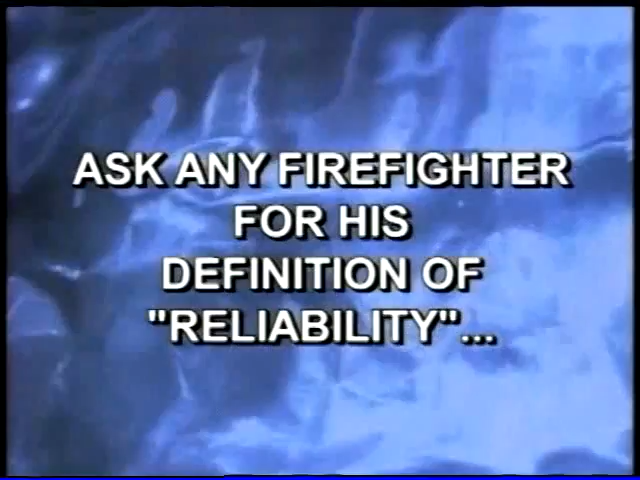 ASK ANY FIREFIGHTER
FOR HIS
DEFINITION OF
"RELIABILITY"...